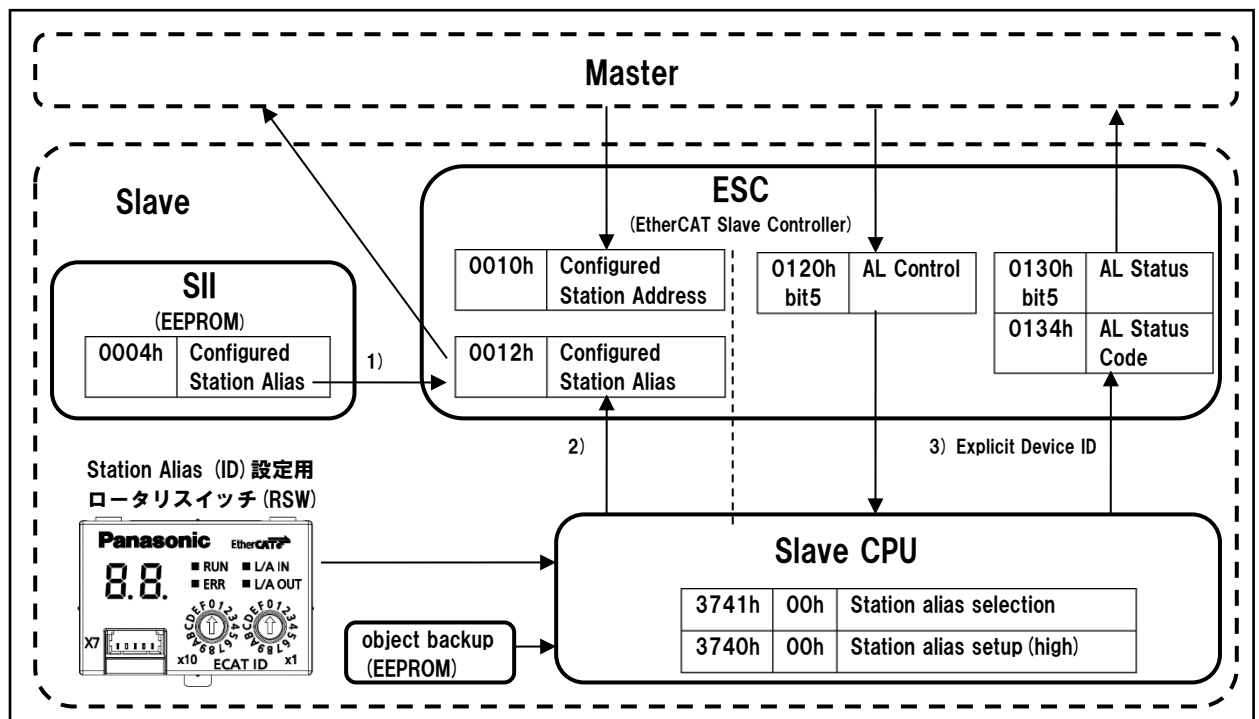 Master
Slave
ESC
(EtherCAT Slave Controller)
0010h Configured
Station Address
0012h Configured
Station Alias
0120h AL Control
bit5
0130h AL Status
bit5
0134h AL Status
Code
SII
(EEPROM)
0004h Configured
Station Alias
1)
2)
3) Explicit Device ID
Station Alias (ID)設定用
ロータリスイッチ(RSW)
Panasonic EtherCAT
8.8.
RUN L/A IN
ERR L/A OUT
0123456789ABCDEF
0123456789ABCDEF
X7
x10 ECAT ID x1
object backup
(EEPROM)
Slave CPU
3741h 00h Station alias selection
3740h 00h Station alias setup(high)